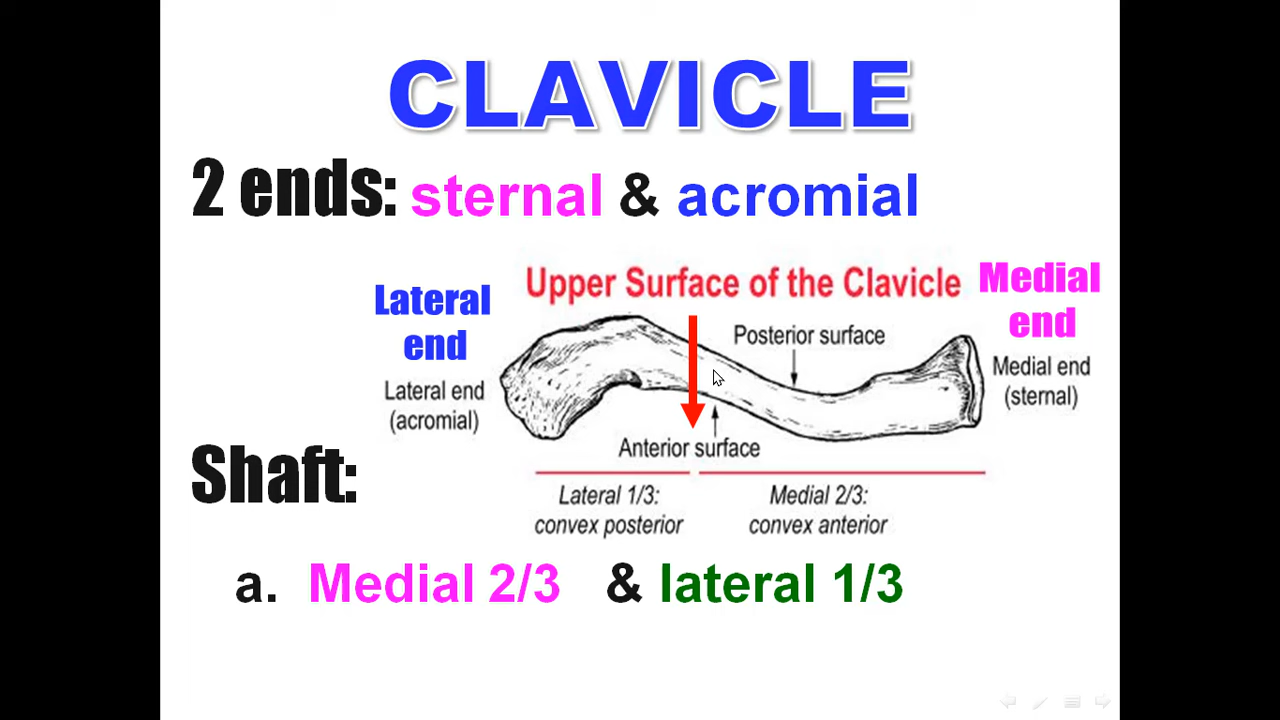 CLAVICLE
2 ends: sternal & acromial
Upper Surface of the Clavicle
Lateral
end
Medial
end
Posterior surface
Lateral end
(acromial)
Medial end
(sternal)
Anterior surface
Shaft:
Lateral 1/3:
convex posterior
Medial 2/3:
convex anterior
a. Medial 2/3 & lateral 1/3